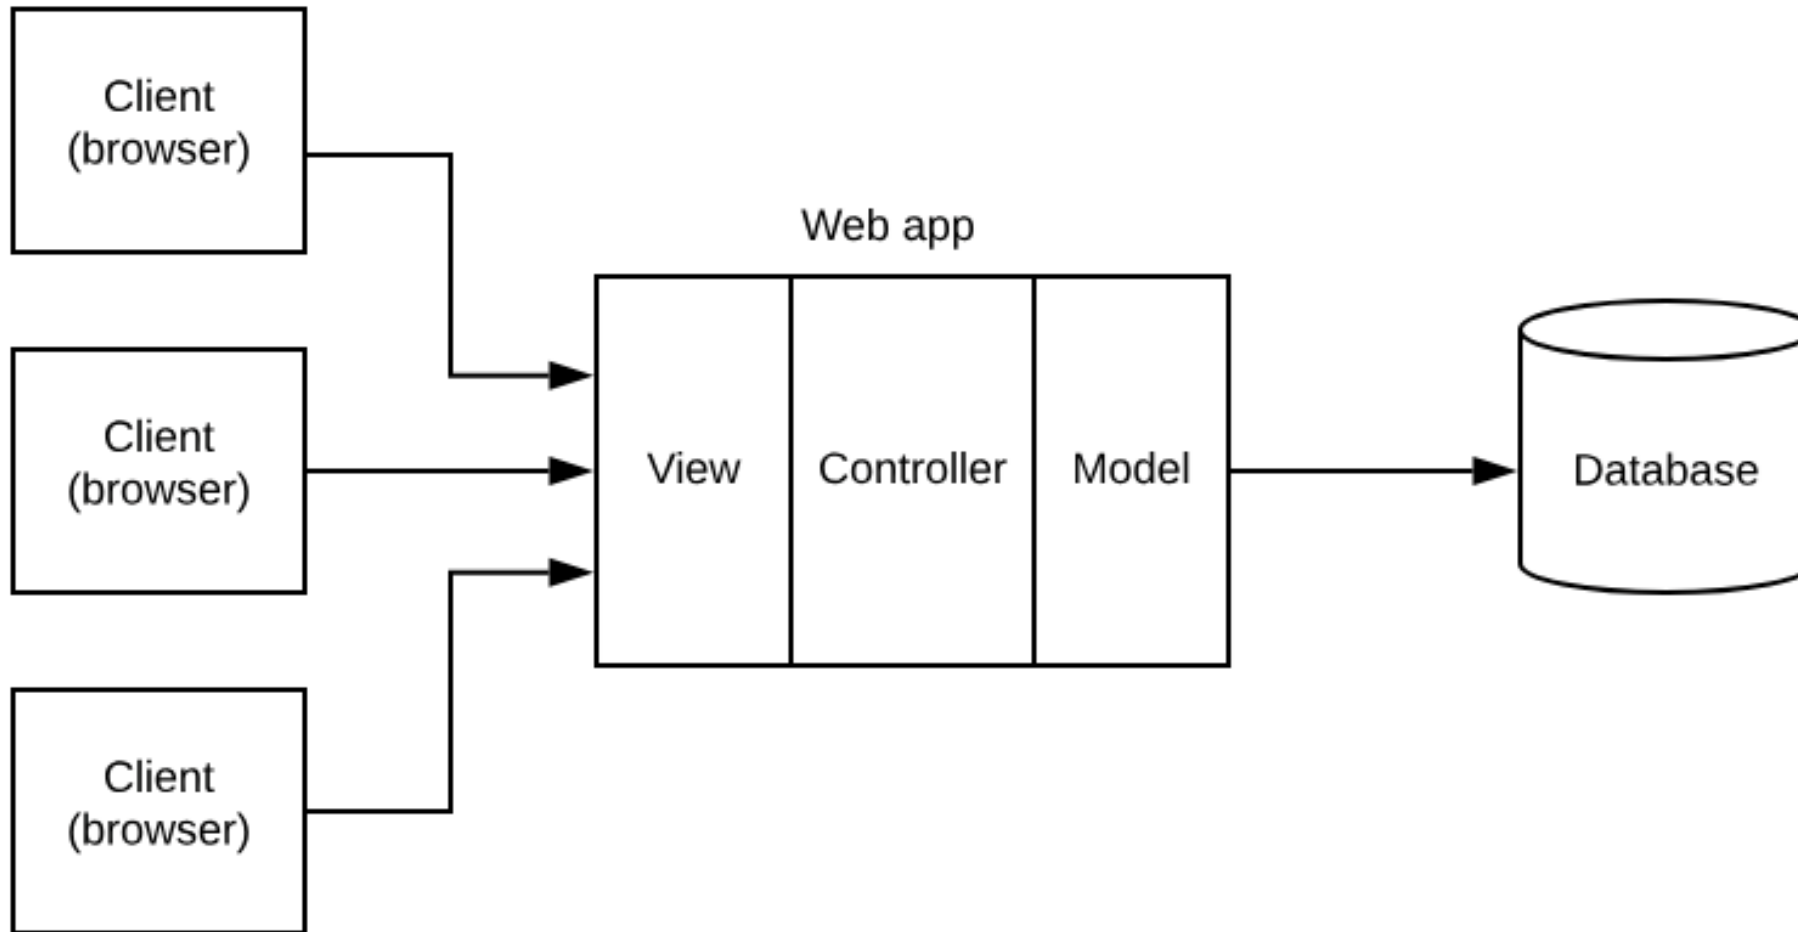 Client
(browser)
Web app
Client
(browser)
View
Controller
Model
Database
Client
(browser)